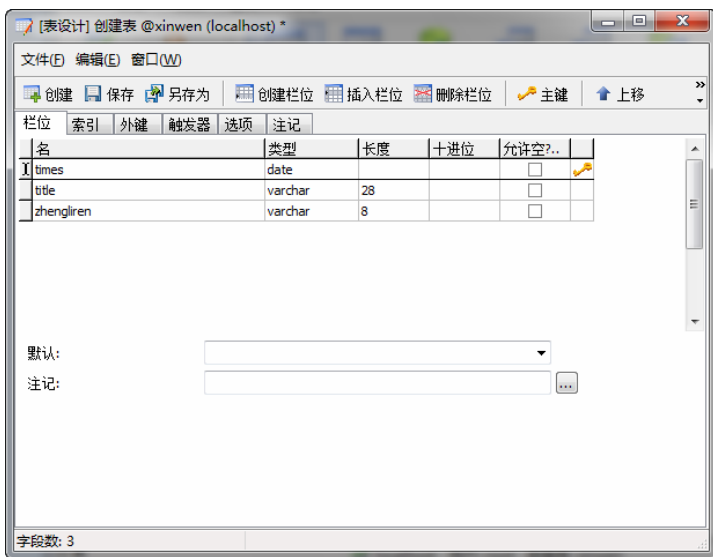 [表设计] 创建表 @xinwen (localhost) *
文件(F) 编辑(E) 窗口(W)
创建 保存 另存为 创建栏位 插入栏位 删除栏位 主键 上移 »
栏位 索引 外键 触发器 选项 注记
名 类型 长度 十进位 允许空?..
times date
title varchar 28
zhengliren varchar 8
默认:
注记: ...
字段数: 3